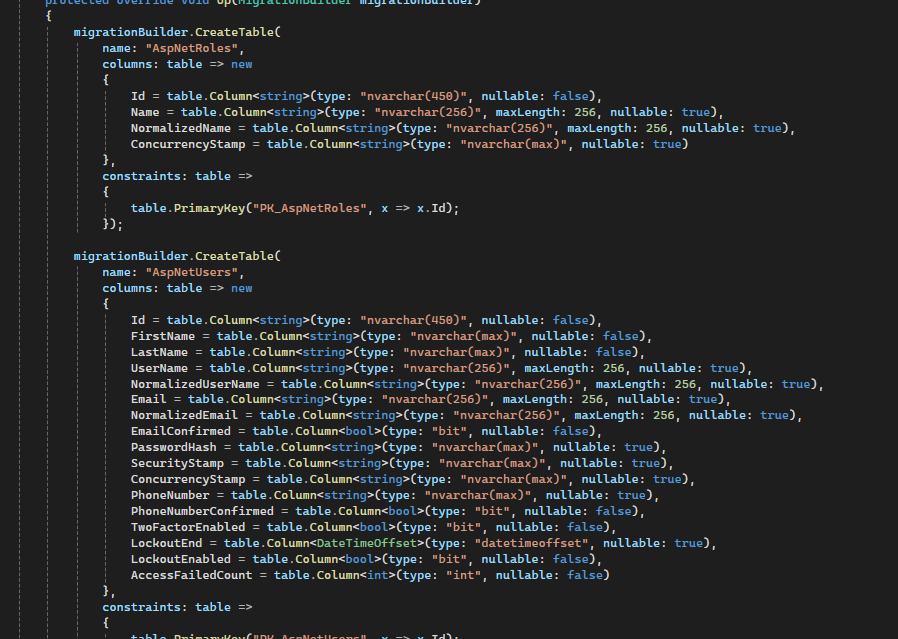 protected override void Up(MigrationBuilder migrationBuilder)
{
migrationBuilder.CreateTable(
name: "AspNetRoles",
columns: table => new
{
Id = table.Column<string>(type: "nvarchar(450)", nullable: false),
Name = table.Column<string>(type: "nvarchar(256)", maxLength: 256, nullable: true),
NormalizedName = table.Column<string>(type: "nvarchar(256)", maxLength: 256, nullable: true),
ConcurrencyStamp = table.Column<string>(type: "nvarchar(max)", nullable: true)
},
constraints: table =>
{
table.PrimaryKey("PK_AspNetRoles", x => x.Id);
});
migrationBuilder.CreateTable(
name: "AspNetUsers",
columns: table => new
{
Id = table.Column<string>(type: "nvarchar(450)", nullable: false),
FirstName = table.Column<string>(type: "nvarchar(max)", nullable: false),
LastName = table.Column<string>(type: "nvarchar(max)", nullable: false),
UserName = table.Column<string>(type: "nvarchar(256)", maxLength: 256, nullable: true),
NormalizedUserName = table.Column<string>(type: "nvarchar(256)", maxLength: 256, nullable: true),
Email = table.Column<string>(type: "nvarchar(256)", maxLength: 256, nullable: true),
NormalizedEmail = table.Column<string>(type: "nvarchar(256)", maxLength: 256, nullable: true),
EmailConfirmed = table.Column<bool>(type: "bit", nullable: false),
PasswordHash = table.Column<string>(type: "nvarchar(max)", nullable: true),
SecurityStamp = table.Column<string>(type: "nvarchar(max)", nullable: true),
ConcurrencyStamp = table.Column<string>(type: "nvarchar(max)", nullable: true),
PhoneNumber = table.Column<string>(type: "nvarchar(max)", nullable: true),
PhoneNumberConfirmed = table.Column<bool>(type: "bit", nullable: false),
TwoFactorEnabled = table.Column<bool>(type: "bit", nullable: false),
LockoutEnd = table.Column<DateTimeOffset>(type: "datetimeoffset", nullable: true),
LockoutEnabled = table.Column<bool>(type: "bit", nullable: false),
AccessFailedCount = table.Column<int>(type: "int", nullable: false)
},
constraints: table =>
{
table.PrimaryKey("PK_AspNetUsers", x => x.Id);